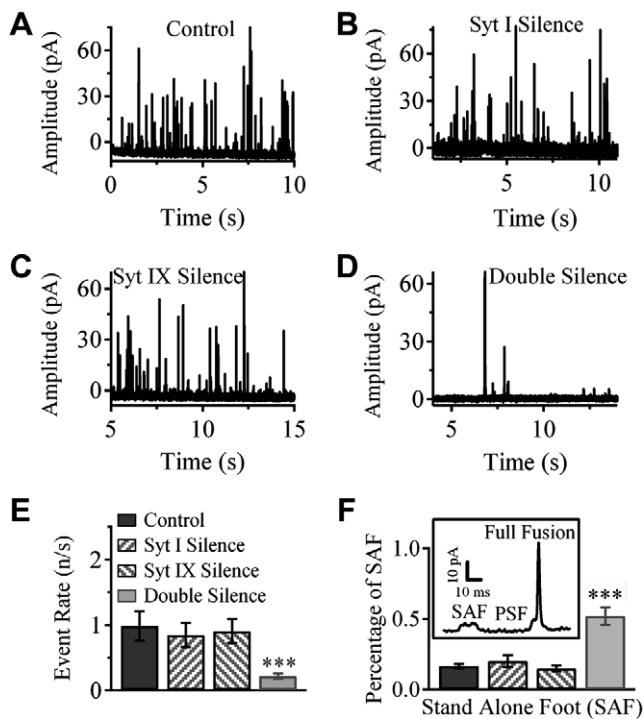 A
Control
Amplitude (pA)
60
30
0
0
5
10
Time (s)
B
Syt I Silence
Amplitude (pA)
60
30
0
5
10
Time (s)
C
Syt IX Silence
Amplitude (pA)
60
30
0
5
10
15
Time (s)
D
Double Silence
Amplitude (pA)
60
30
0
5
10
Time (s)
E
Control
Syt I Silence
Syt IX Silence
Double Silence
Event Rate (n/s)
2
1
0
***
F
Percentage of SAF
1.0
0.5
0.0
Full Fusion
10 pA
10 ms
SAF
PSF
***
Stand Alone Foot (SAF)